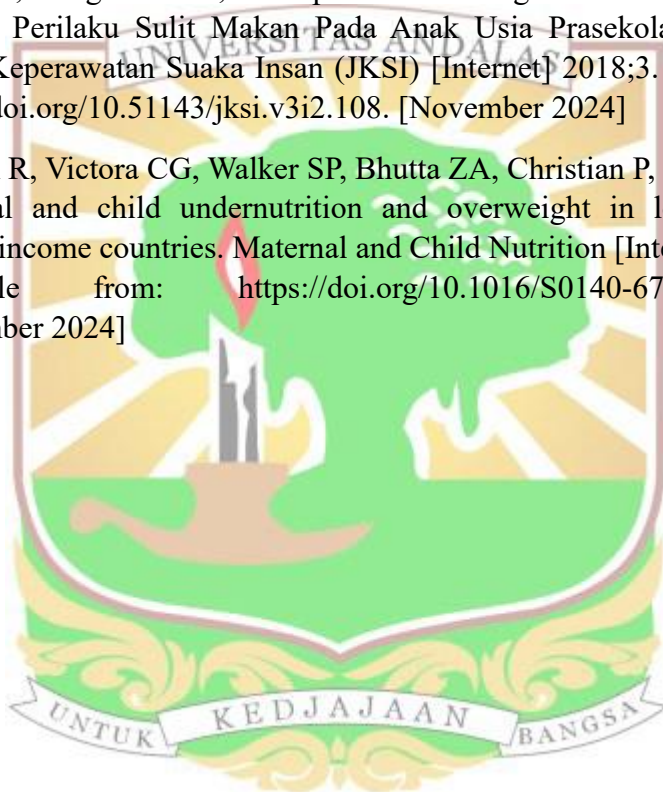 Perilaku Sulit Makan Pada Anak Usia Prasekola
UNIVERSITAS ANDALAS
Keperawatan Suaka Insan (JKSI) [Internet] 2018;3.
doi.org/10.51143/jksi.v3i2.108. [November 2024]
R, Victora CG, Walker SP, Bhutta ZA, Christian P,
al and child undernutrition and overweight in l
income countries. Maternal and Child Nutrition [Inte
le from: https://doi.org/10.1016/S0140-67
ber 2024]
UNTUK KEDJAJAAN BANGSA